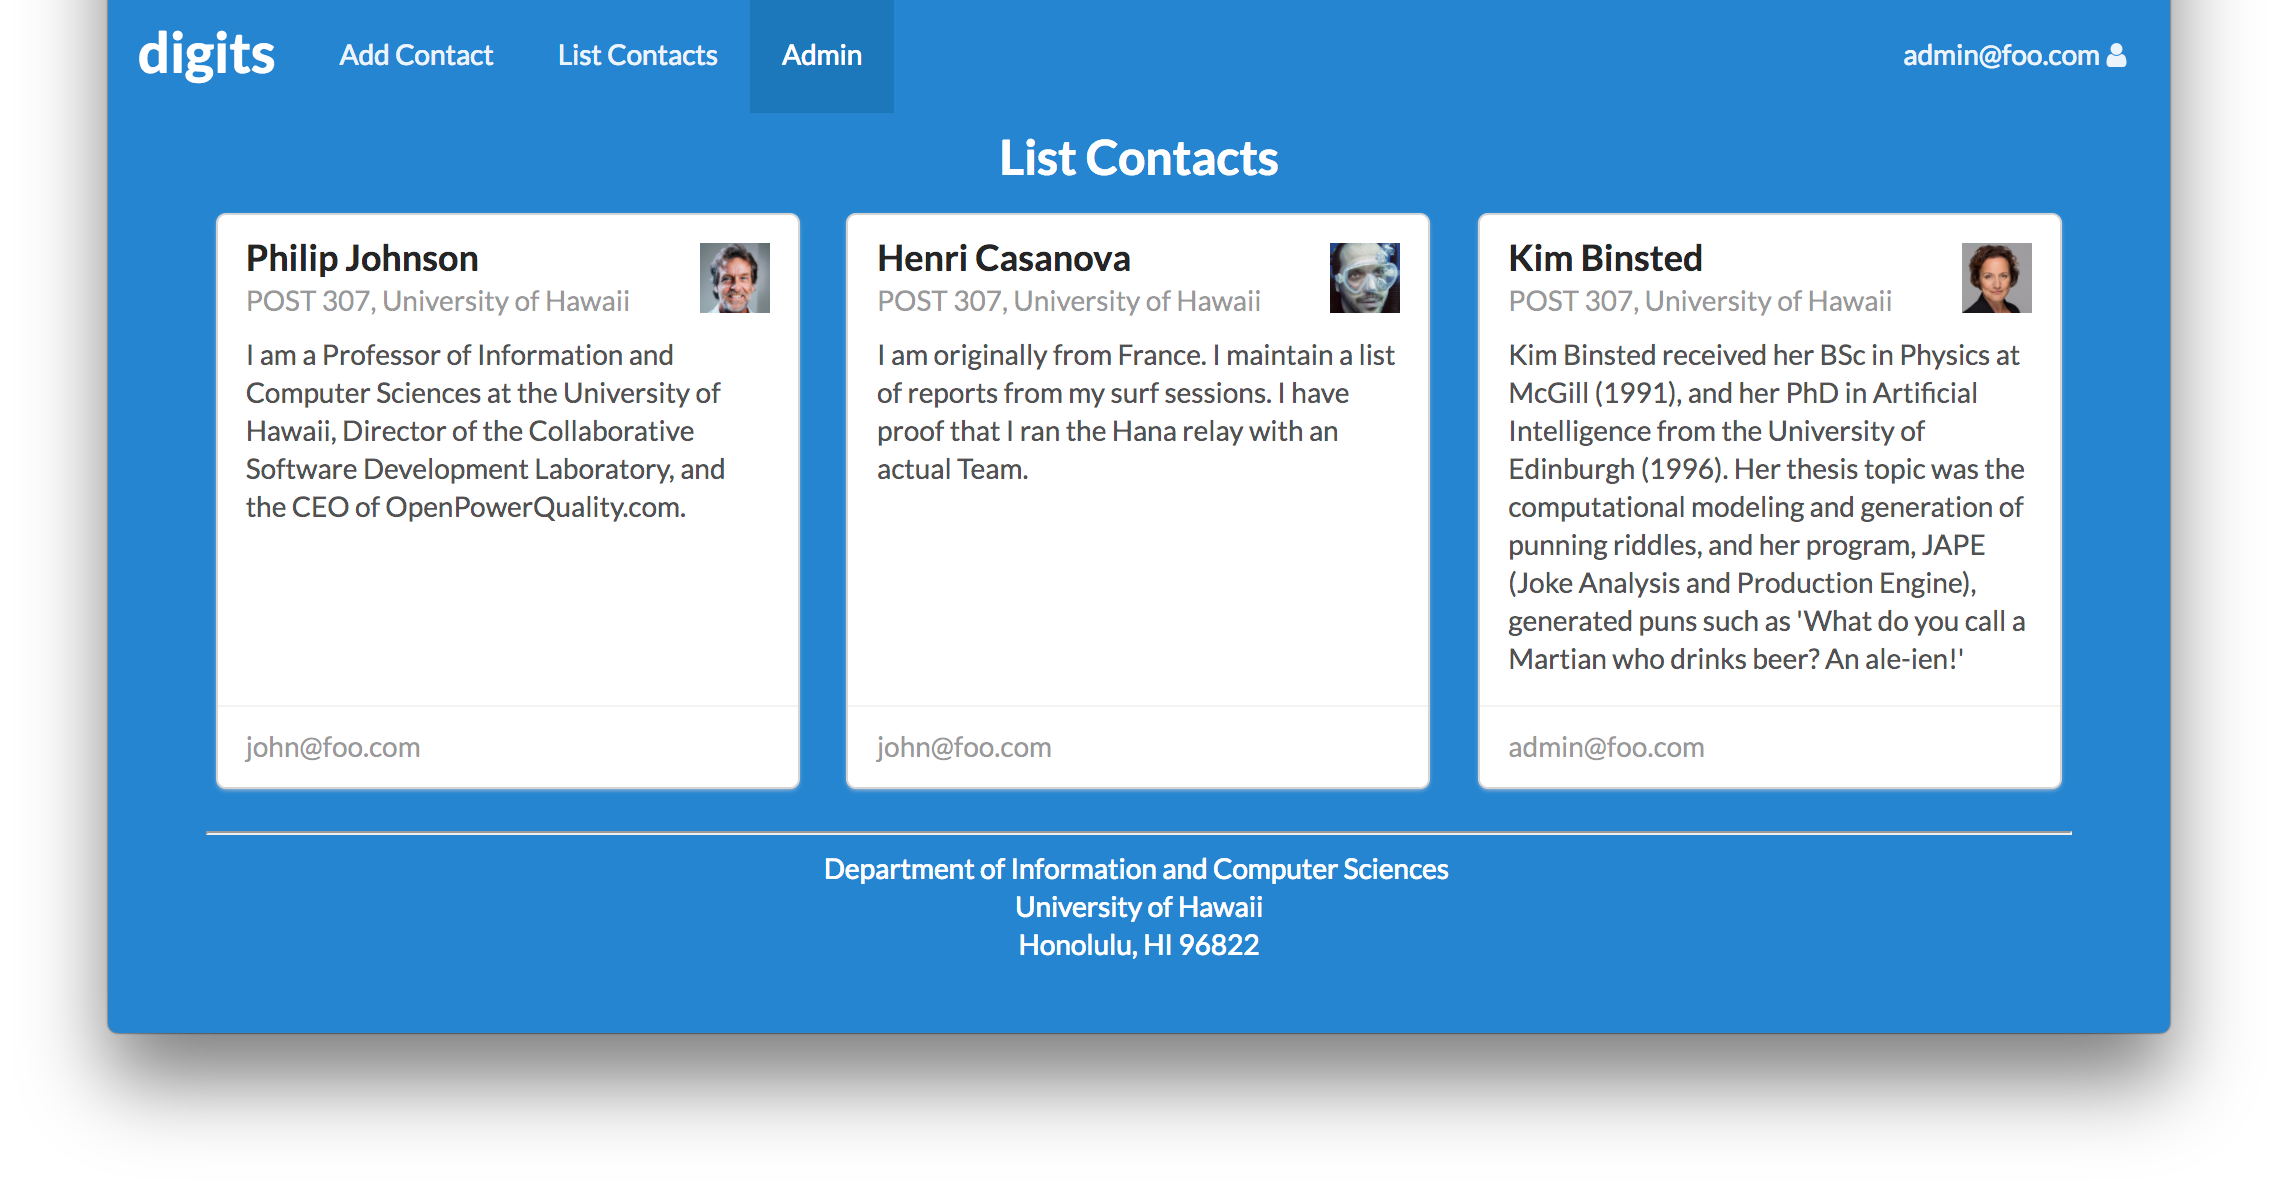 digits
Add Contact
List Contacts
Admin
admin@foo.com
List Contacts
Philip Johnson
POST 307, University of Hawaii
I am a Professor of Information and
Computer Sciences at the University of
Hawaii, Director of the Collaborative
Software Development Laboratory, and
the CEO of OpenPowerQuality.com.
john@foo.com
Henri Casanova
POST 307, University of Hawaii
I am originally from France. I maintain a list
of reports from my surf sessions. I have
proof that I ran the Hana relay with an
actual Team.
john@foo.com
Kim Binsted
POST 307, University of Hawaii
Kim Binsted received her BSc in Physics at
McGill (1991), and her PhD in Artificial
Intelligence from the University of
Edinburgh (1996). Her thesis topic was the
computational modeling and generation of
punning riddles, and her program, JAPE
(Joke Analysis and Production Engine),
generated puns such as 'What do you call a
Martian who drinks beer? An ale-ien!'
admin@foo.com
Department of Information and Computer Sciences
University of Hawaii
Honolulu, HI 96822